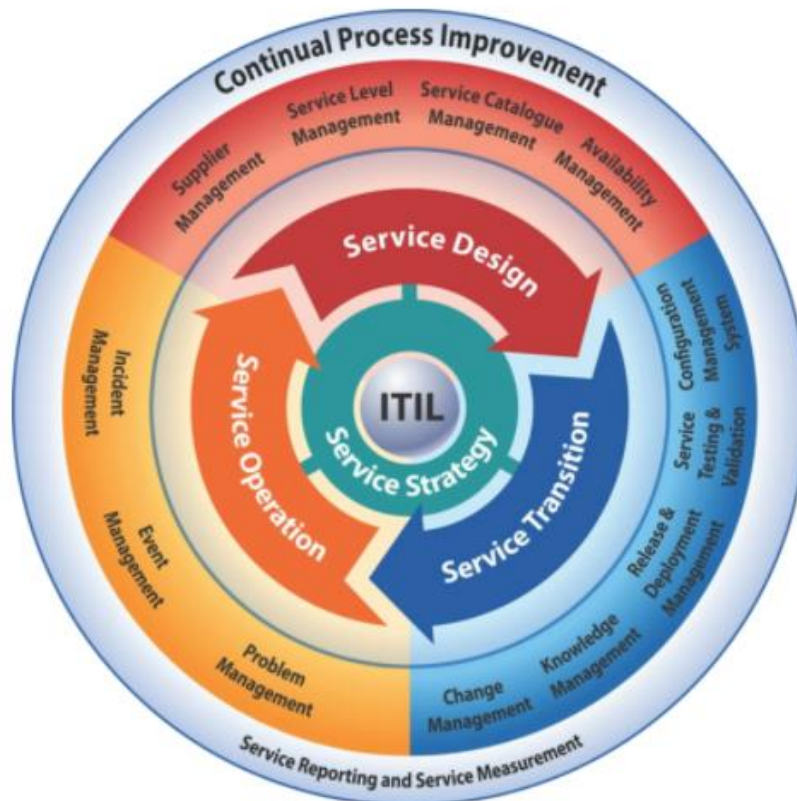 Continual Process Improvement
Supplier
Management
Service Level
Management
Service Catalogue
Management
Availability
Management
Service Design
Configuration
Management
System
Service
Testing &
Validation
Release &
Deployment
Management
Knowledge
Management
Change
Management
Service Transition
Incident
Management
Event
Management
Problem
Management
Service Operation
ITIL
Service Strategy
Service Reporting and Service Measurement